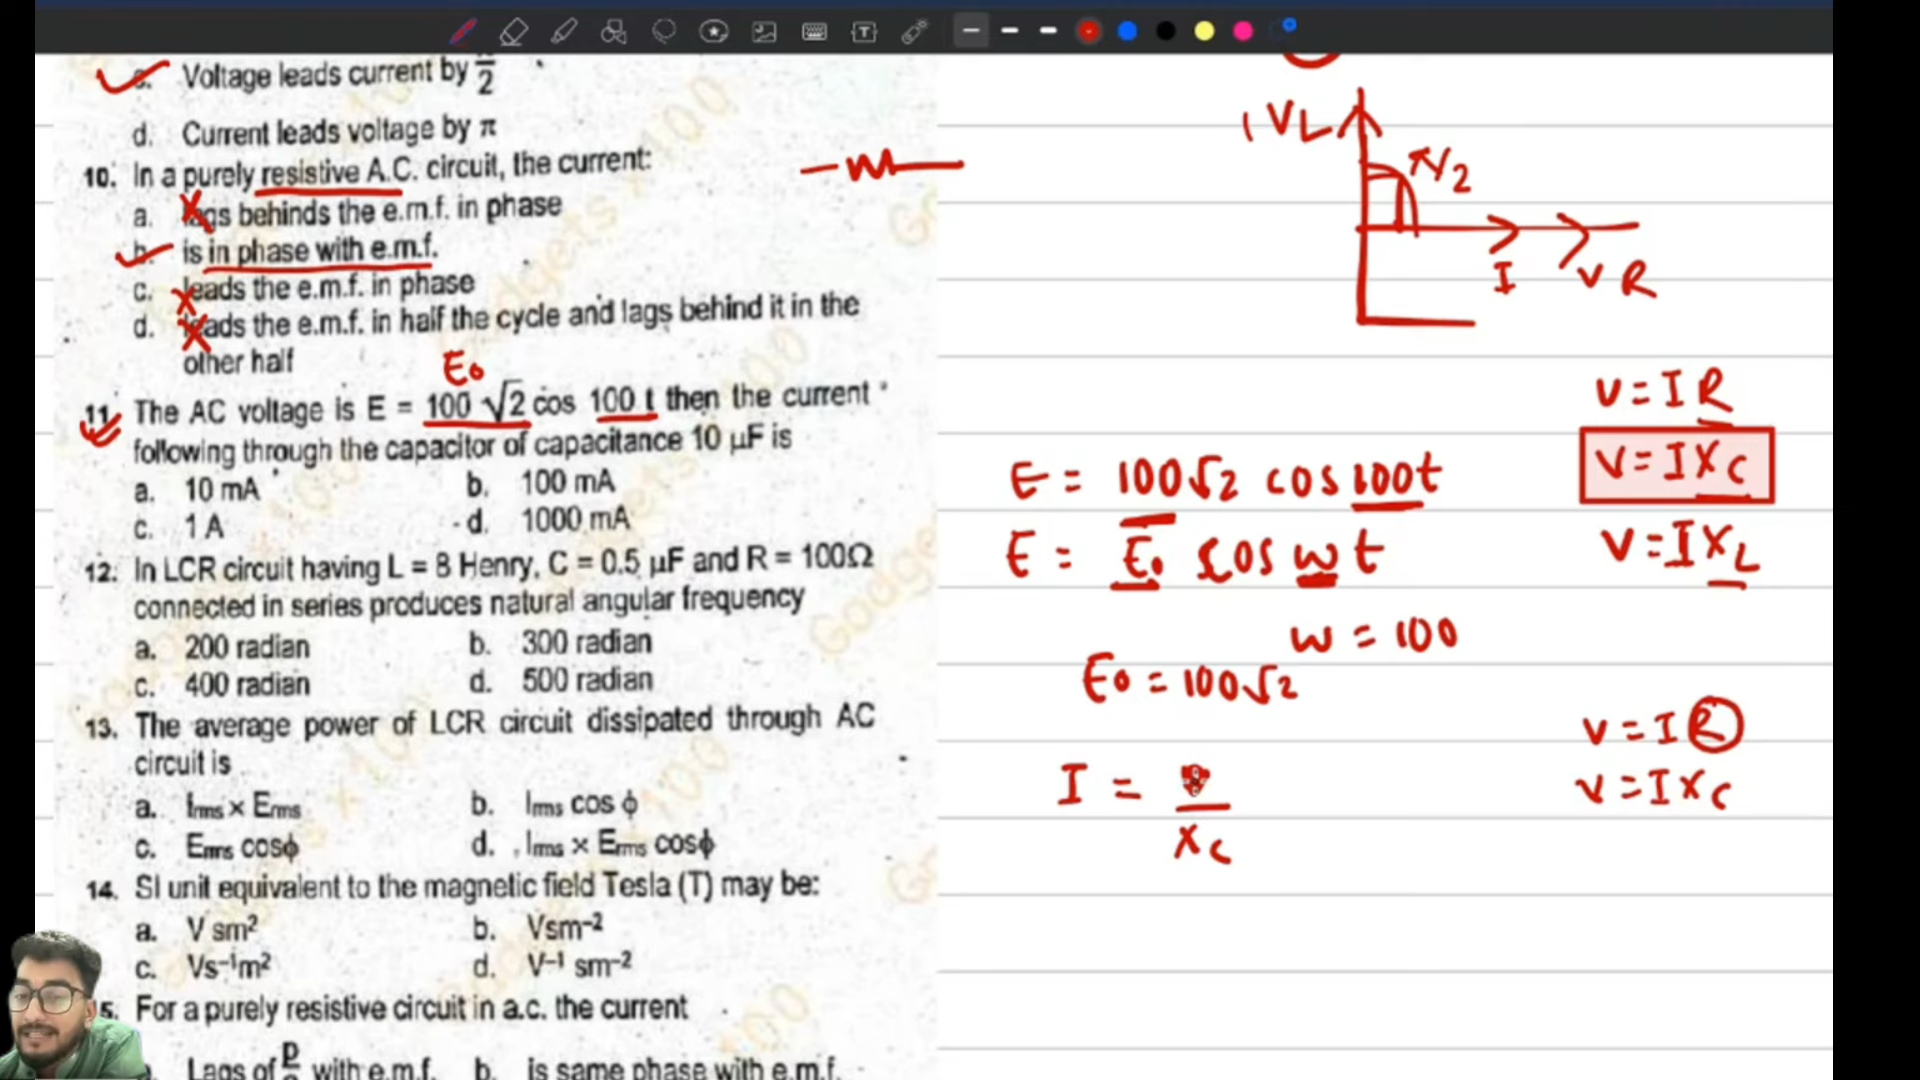 c. Voltage leads current by π/2
d. Current leads voltage by π
10. In a purely resistive A.C. circuit, the current:
a. lags behinds the e.m.f. in phase
b. is in phase with e.m.f.
c. leads the e.m.f. in phase
d. leads the e.m.f. in half the cycle and lags behind it in the
other half
E₀
11. The AC voltage is E = 100 √2 cos 100 t then the current
following through the capacitor of capacitance 10 μF is
a. 10 mA b. 100 mA
c. 1 A d. 1000 mA
12. In LCR circuit having L = 8 Henry, C = 0.5 μF and R = 100Ω
connected in series produces natural angular frequency
a. 200 radian b. 300 radian
c. 400 radian d. 500 radian
13. The average power of LCR circuit dissipated through AC
circuit is
a. Irms x Erms b. Irms cos ϕ
c. Erms cosϕ d. Irms x Erms cosϕ
14. SI unit equivalent to the magnetic field Tesla (T) may be:
a. V sm² b. Vsm⁻²
c. Vs⁻¹m² d. V⁻¹ sm⁻²
5. For a purely resistive circuit in a.c. the current
Lags of with e.m.f. b. is same phase with e.m.f.
VL
π/2
I
VR
V = IR
V = IXc
V = IXL
E = 100√2 cos 100t
E = E₀ cos wt
w = 100
E₀ = 100√2
V = IR
V = IXc
I =
Xc
Gadgets x100